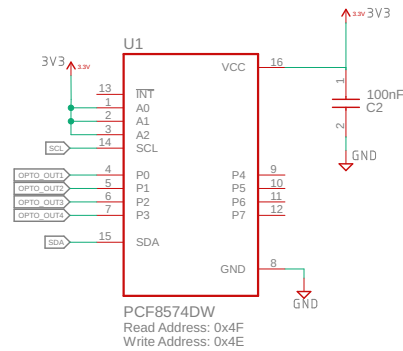 3.3V 3V3
U1
3V3 3.3V
VCC 16
1
100nF
C2
2
GND
13 INT
1 A0
2 A1
3 A2
14 SCL
SCL
OPTO_OUT1 4 P0
OPTO_OUT2 5 P1
OPTO_OUT3 6 P2
OPTO_OUT4 7 P3
P4 9
P5 10
P6 11
P7 12
SDA 15 SDA
GND 8
GND
PCF8574DW
Read Address: 0x4F
Write Address: 0x4E